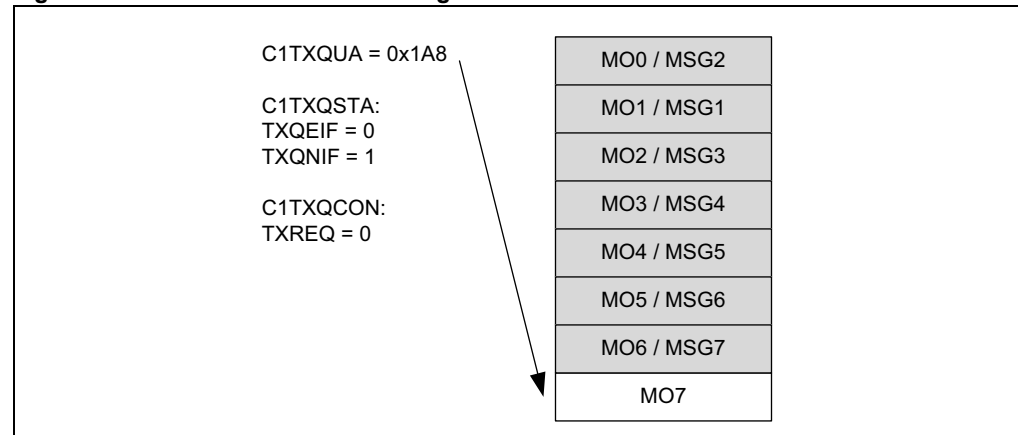 C1TXQUA = 0x1A8
C1TXQSTA:
TXQEIF = 0
TXQNIF = 1
C1TXQCON:
TXREQ = 0
MO0 / MSG2
MO1 / MSG1
MO2 / MSG3
MO3 / MSG4
MO4 / MSG5
MO5 / MSG6
MO6 / MSG7
MO7